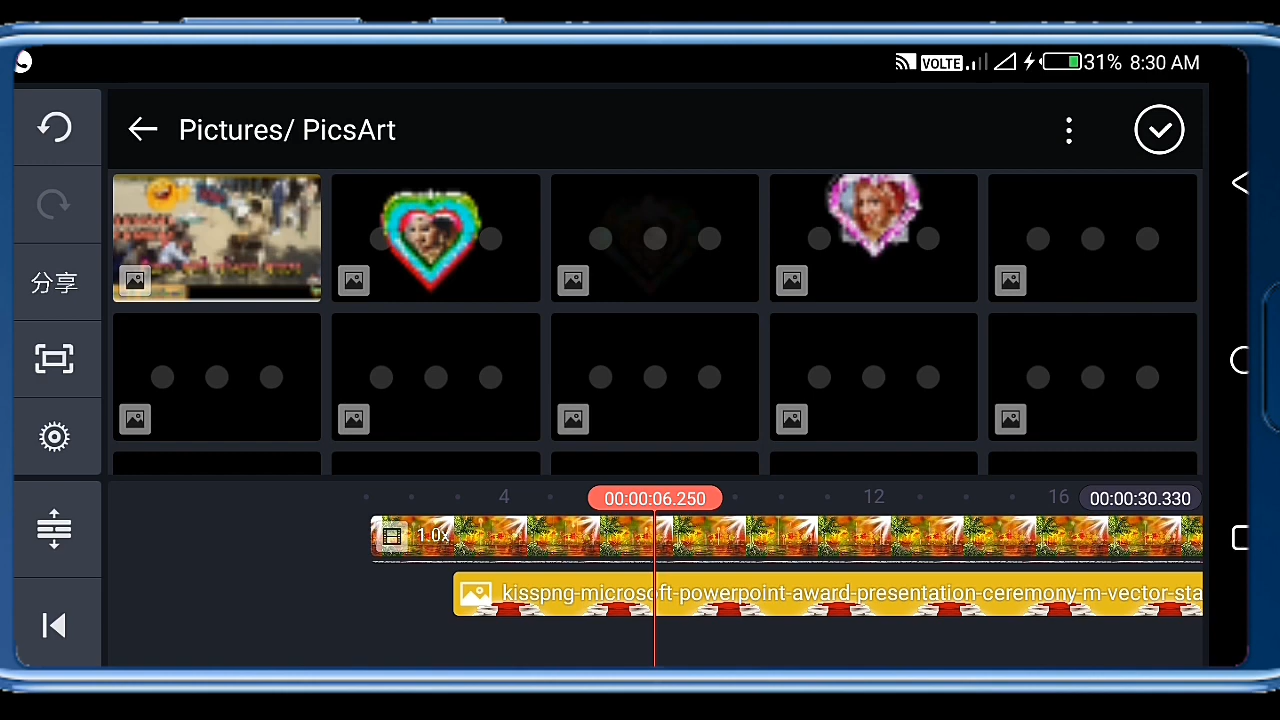 VOLTE 31% 8:30 AM
Pictures/ PicsArt
分享
4 00:00:06.250 12 16 00:00:30.330
1.0x
kisspng-microsoft-powerpoint-award-presentation-ceremony-m-vector-sta